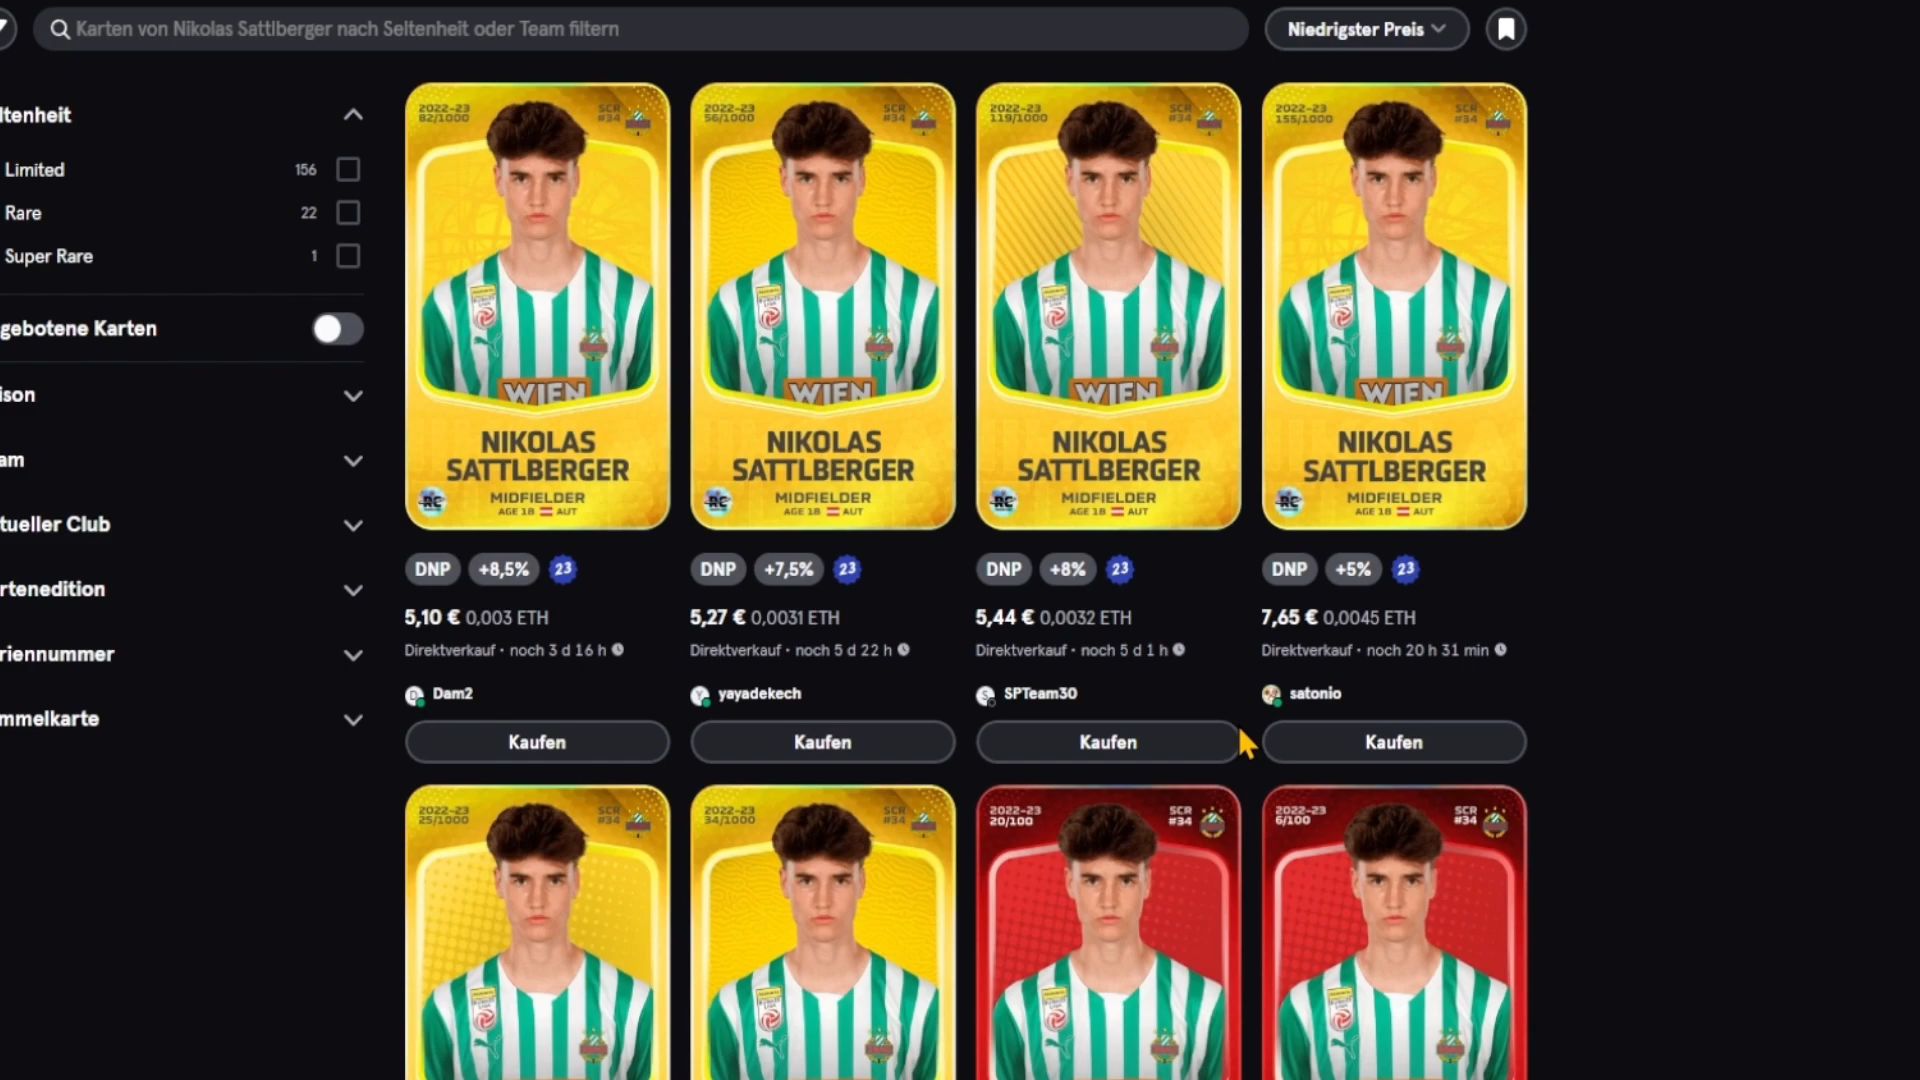 Karten von Nikolas Sattlberger nach Seltenheit oder Team filtern
Niedrigster Preis
ltenheit
Limited 156
Rare 22
Super Rare 1
gebotene Karten
ison
am
tueller Club
rtenedition
riennummer
mmelkarte
2022-23 SCR
82/1000 #34
WIEN
NIKOLAS
SATTLBERGER
MIDFIELDER
AGE 18 AUT
DNP +8,5% 23
5,10 € 0,003 ETH
Direktverkauf • noch 3 d 16 h
D Dam2
Kaufen
2022-23 SCR
56/1000 #34
WIEN
NIKOLAS
SATTLBERGER
MIDFIELDER
AGE 18 AUT
DNP +7,5% 23
5,27 € 0,0031 ETH
Direktverkauf • noch 5 d 22 h
Y yayadekech
Kaufen
2022-23 SCR
119/1000 #34
WIEN
NIKOLAS
SATTLBERGER
MIDFIELDER
AGE 18 AUT
DNP +8% 23
5,44 € 0,0032 ETH
Direktverkauf • noch 5 d 1 h
S SPTeam30
Kaufen
2022-23 SCR
155/1000 #34
WIEN
NIKOLAS
SATTLBERGER
MIDFIELDER
AGE 18 AUT
DNP +5% 23
7,65 € 0,0045 ETH
Direktverkauf • noch 20 h 31 min
satonio
Kaufen
2022-23 SCR
25/1000 #34
2022-23 SCR
34/1000 #34
2022-23 SCR
20/100 #34
2022-23 SCR
6/100 #34